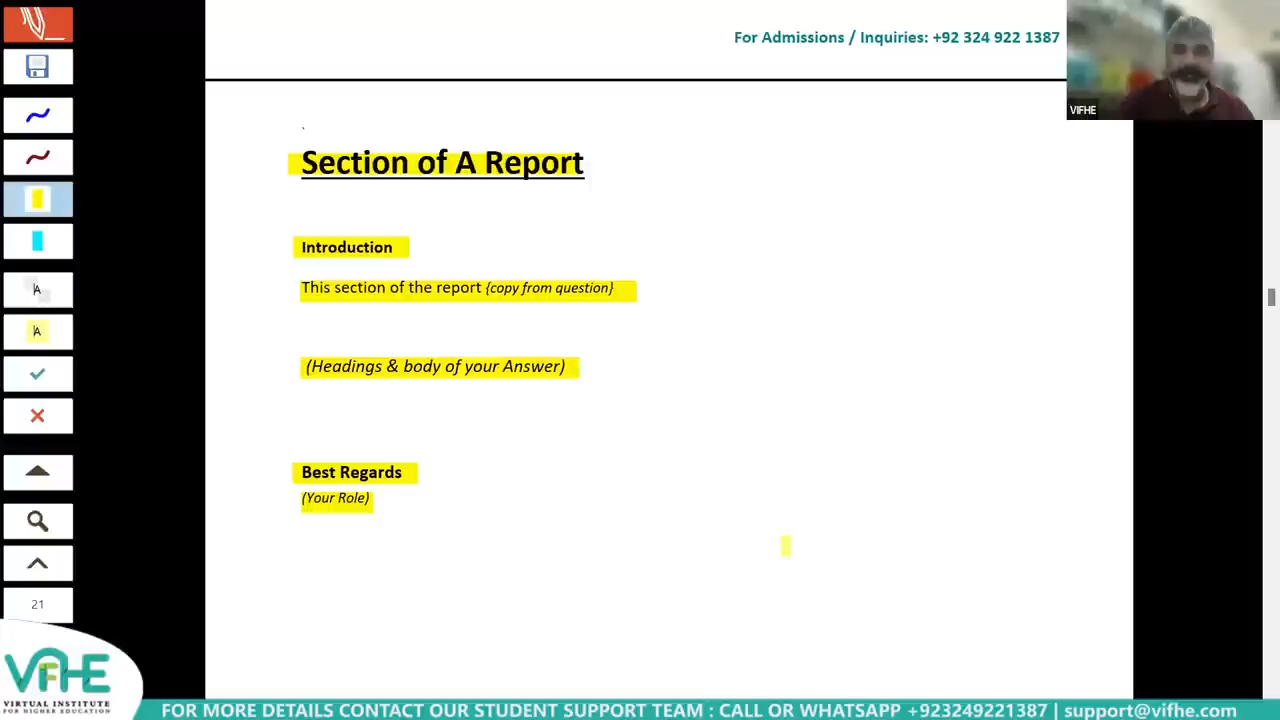 For Admissions / Inquiries: +92 324 922 1387
VIFHE
`
Section of A Report
Introduction
This section of the report {copy from question}
(Headings & body of your Answer)
Best Regards
(Your Role)
A
A
21
VIFHE
VIRTUAL INSTITUTE
FOR HIGHER EDUCATION
FOR MORE DETAILS CONTACT OUR STUDENT SUPPORT TEAM : CALL OR WHATSAPP +923249221387 | support@vifhe.com